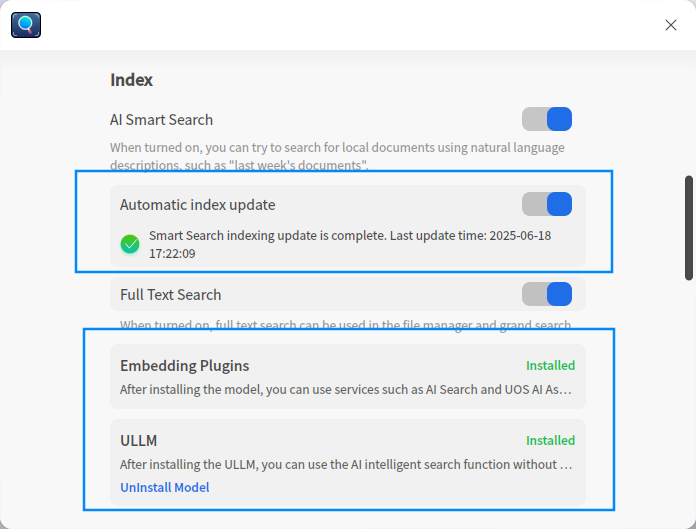 Index
AI Smart Search
When turned on, you can try to search for local documents using natural language
descriptions, such as "last week's documents".
Automatic index update
Smart Search indexing update is complete. Last update time: 2025-06-18
17:22:09
Full Text Search
When turned on, full text search can be used in the file manager and grand search.
Embedding Plugins
Installed
After installing the model, you can use services such as AI Search and UOS AI As...
ULLM
Installed
After installing the ULLM, you can use the AI intelligent search function without ...
UnInstall Model